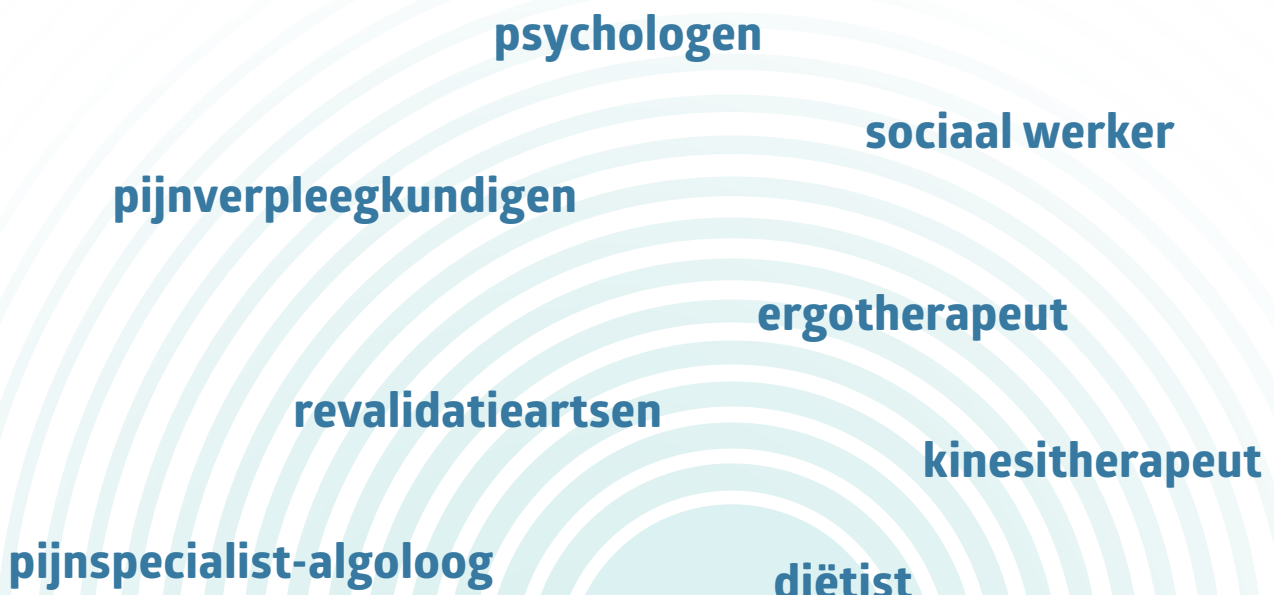 psychologen
sociaal werker
pijnverpleegkundigen
ergotherapeut
revalidatieartsen
kinesitherapeut
pijnspecialist-algoloog
diëtist